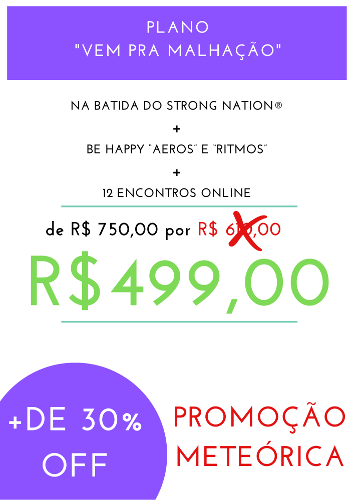 PLANO
"VEM PRA MALHAÇÃO"
NA BATIDA DO STRONG NATION®
+
BE HAPPY "AEROS" E "RITMOS"
+
12 ENCONTROS ONLINE
de R$ 750,00 por R$ ,00
R$499,00
+DE 30%
OFF
PROMOÇÃO
METEÓRICA